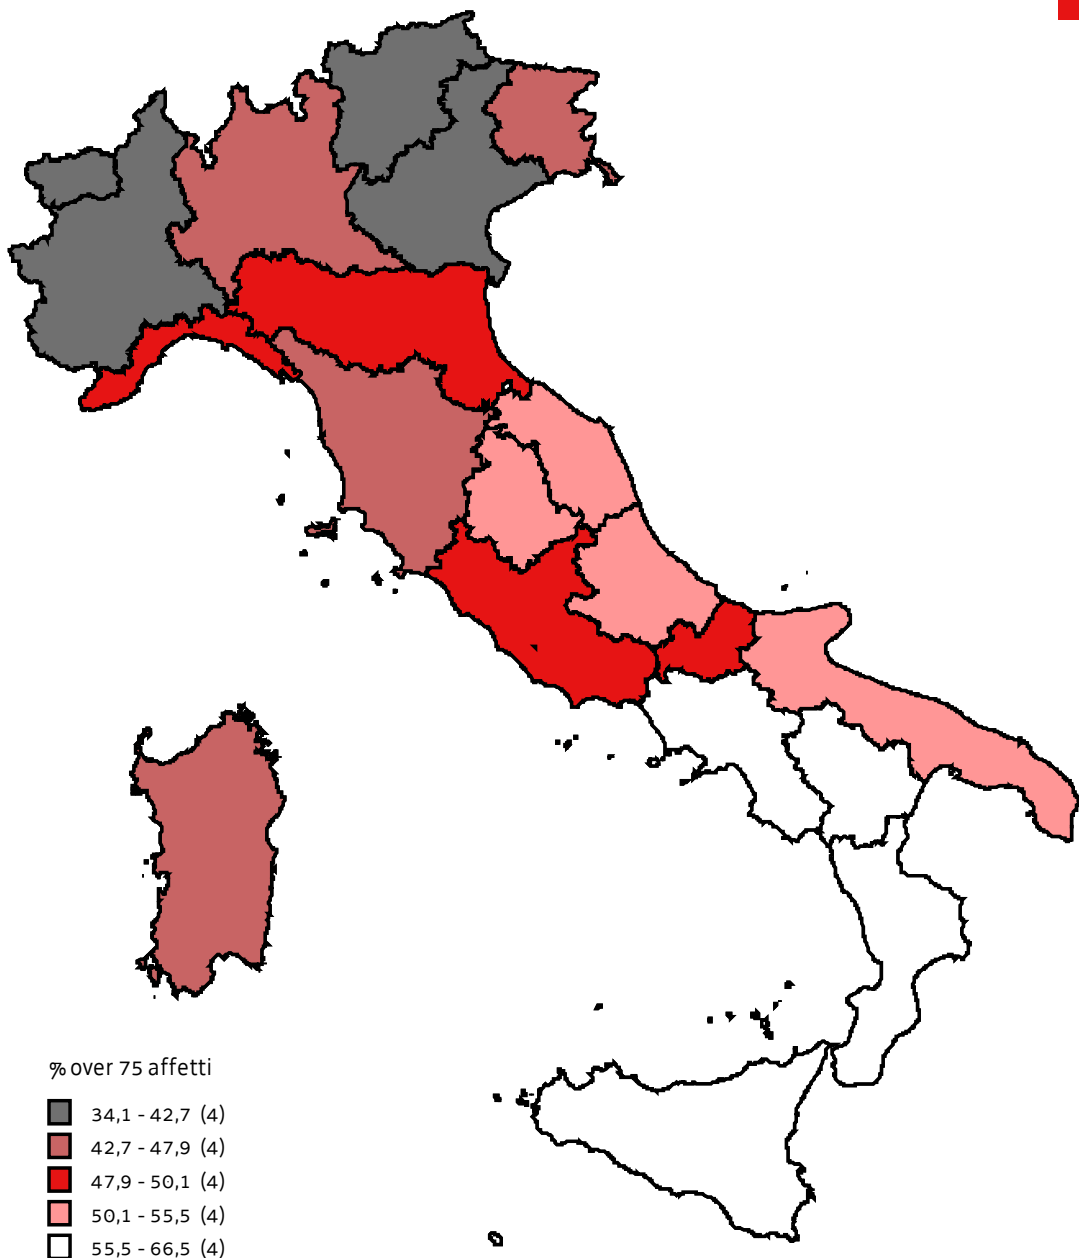 % over 75 affetti
34,1 - 42,7 (4)
42,7 - 47,9 (4)
47,9 - 50,1 (4)
50,1 - 55,5 (4)
55,5 - 66,5 (4)